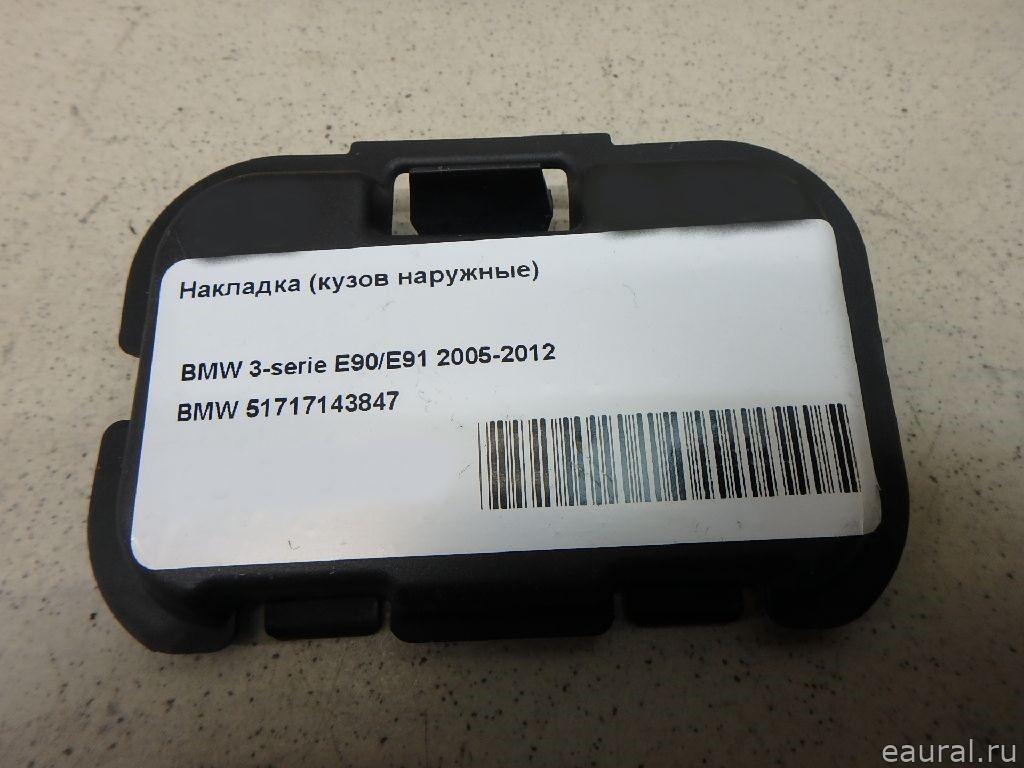 Накладка (кузов наружные)
BMW 3-serie E90/E91 2005-2012
BMW 51717143847
eaural.ru